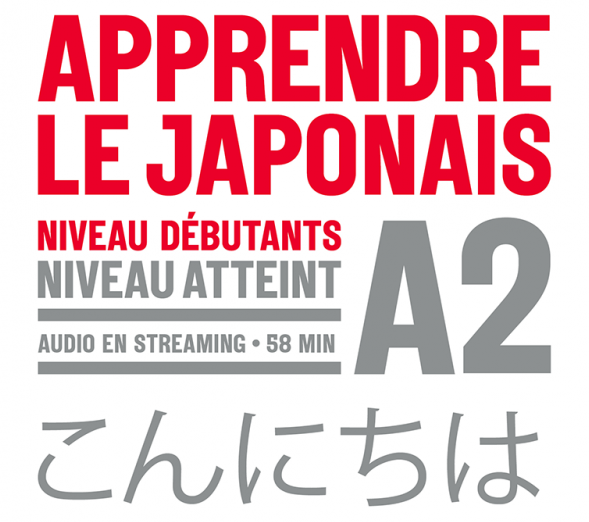 APPRENDRE
LE JAPONAIS
NIVEAU DÉBUTANTS
NIVEAU ATTEINT
A2
AUDIO EN STREAMING • 58 MIN
こんにちは